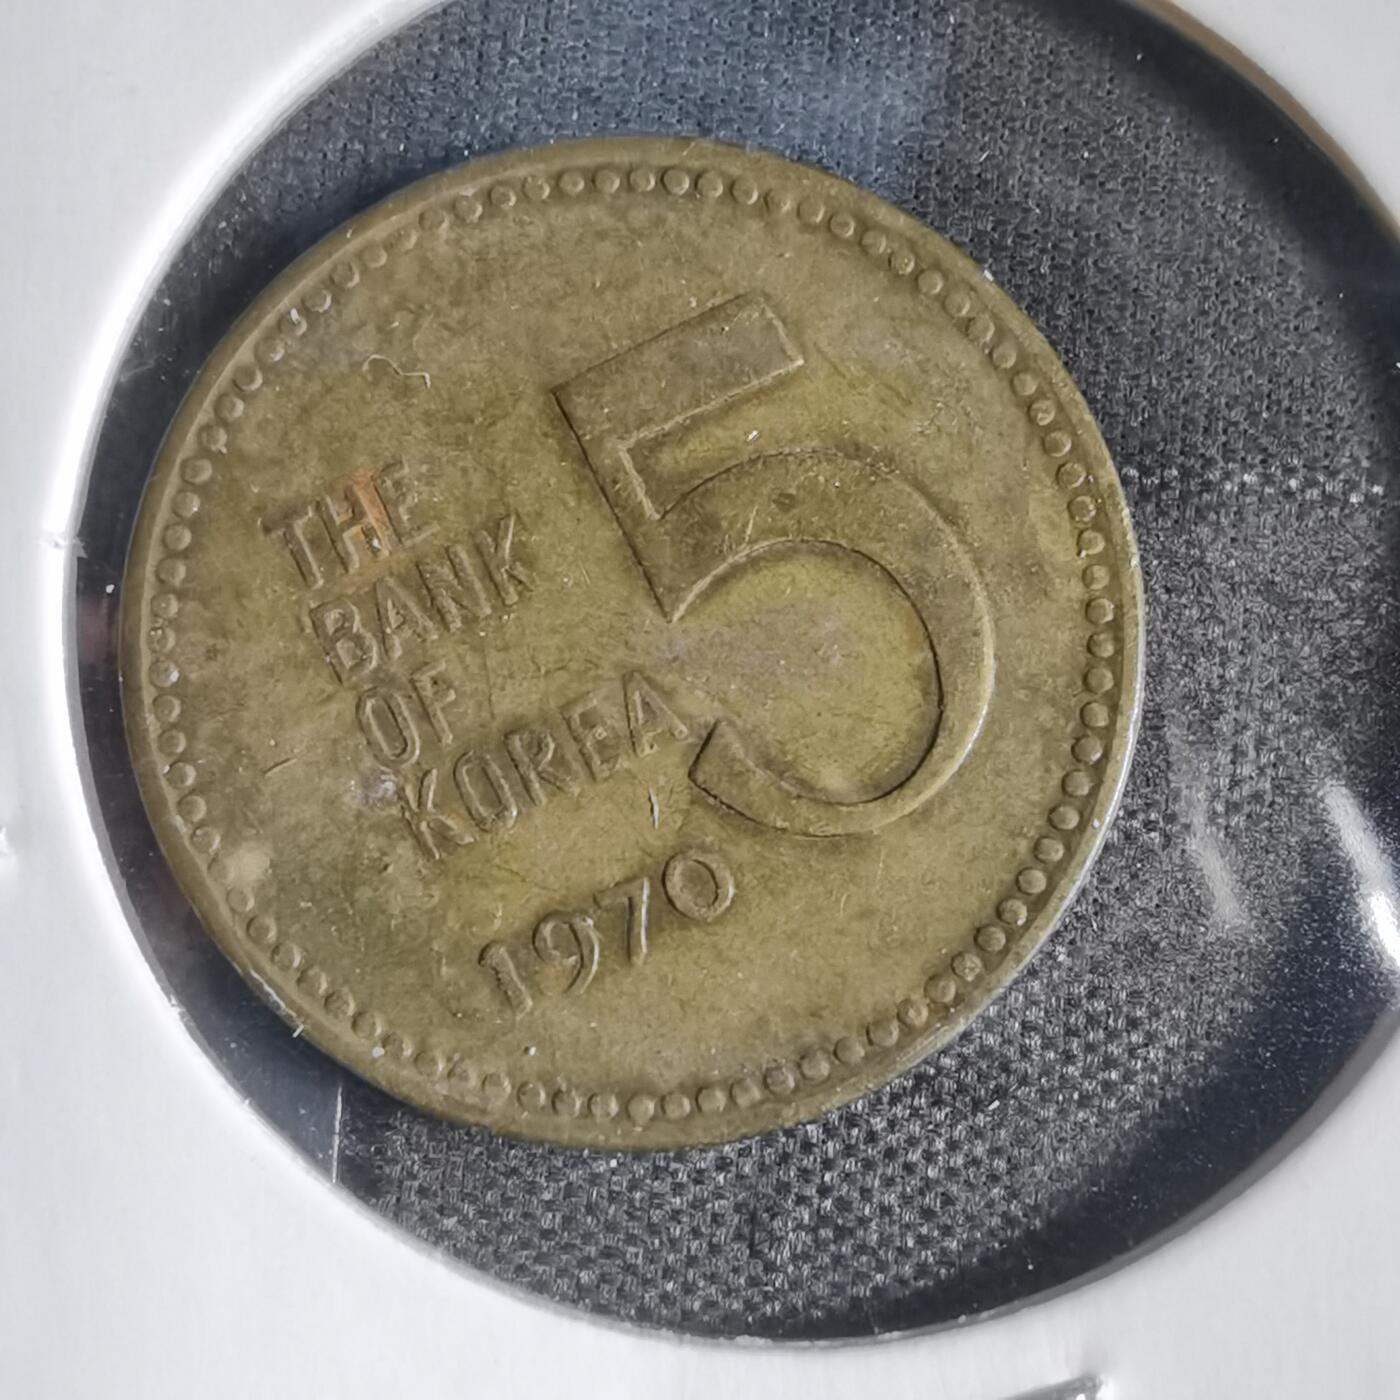 5
THE
BANK
OF
KOREA
1970